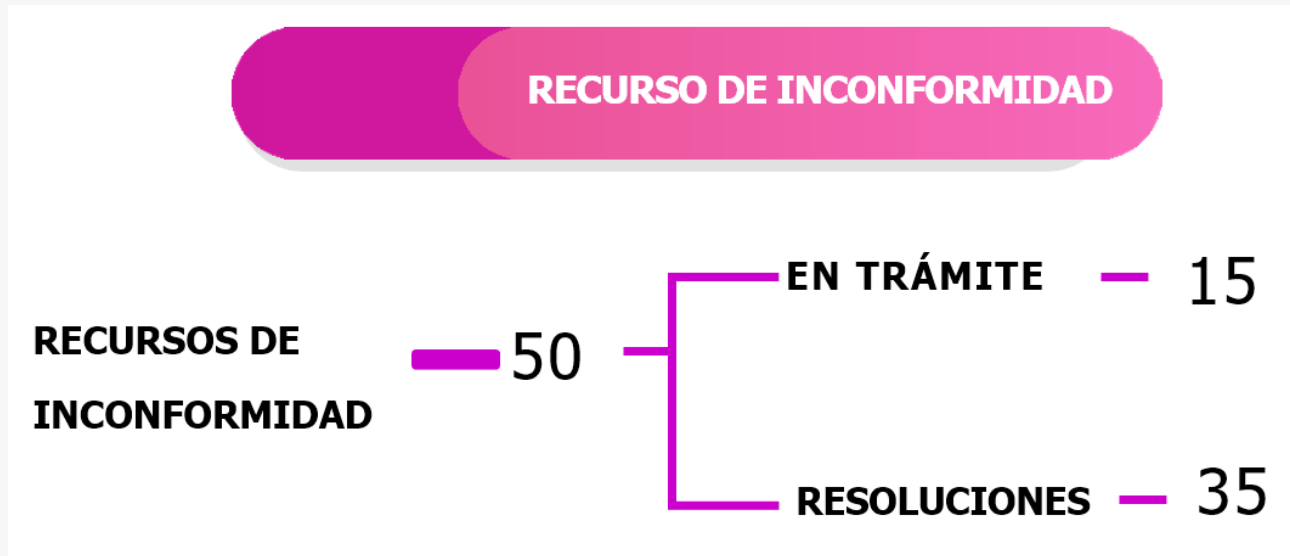 RECURSO DE INCONFORMIDAD
RECURSOS DE
INCONFORMIDAD
50
EN TRÁMITE
15
RESOLUCIONES
35